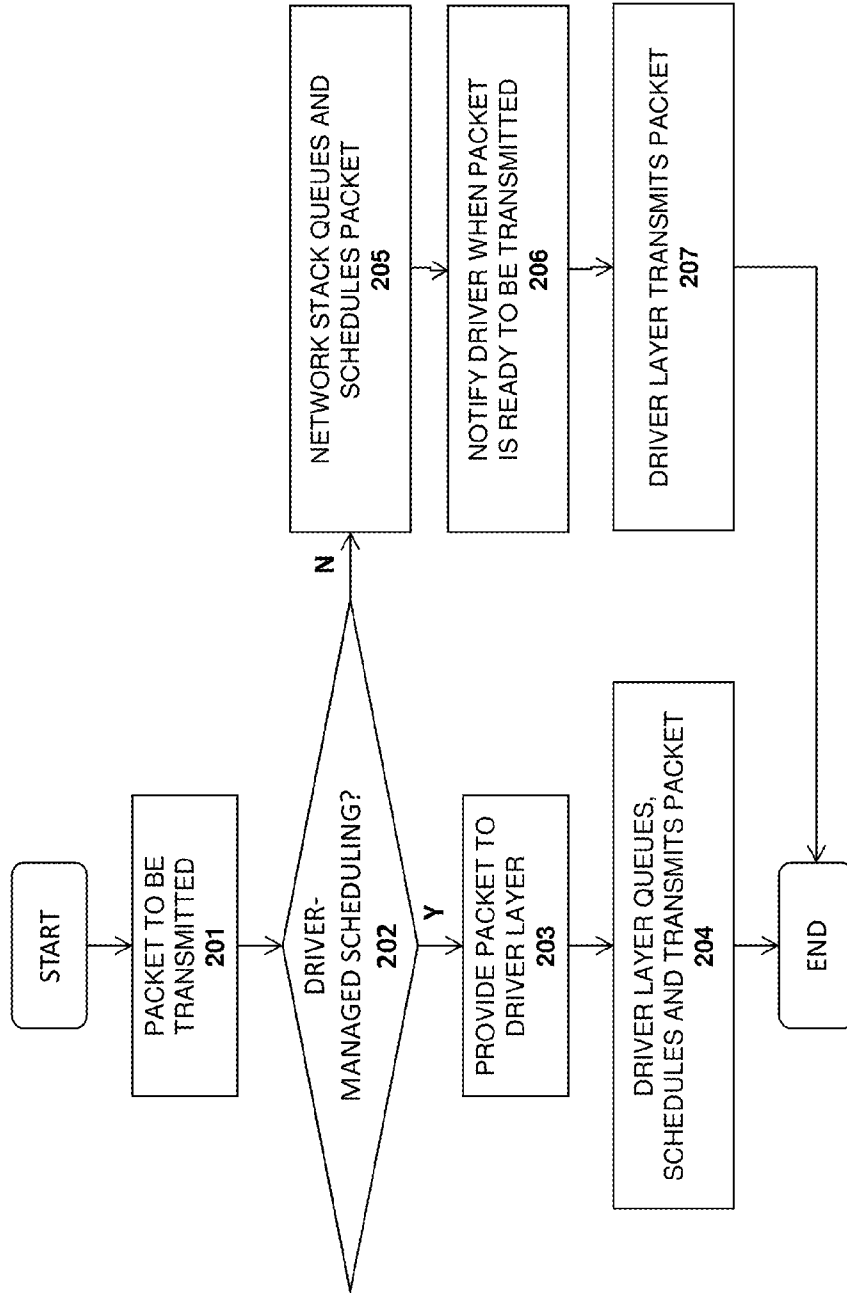 START
PACKET TO BE
TRANSMITTED
201
DRIVER-
MANAGED SCHEDULING?
202
Y
N
PROVIDE PACKET TO
DRIVER LAYER
203
DRIVER LAYER QUEUES,
SCHEDULES AND TRANSMITS PACKET
204
NETWORK STACK QUEUES AND
SCHEDULES PACKET
205
NOTIFY DRIVER WHEN PACKET
IS READY TO BE TRANSMITTED
206
DRIVER LAYER TRANSMITS PACKET
207
END